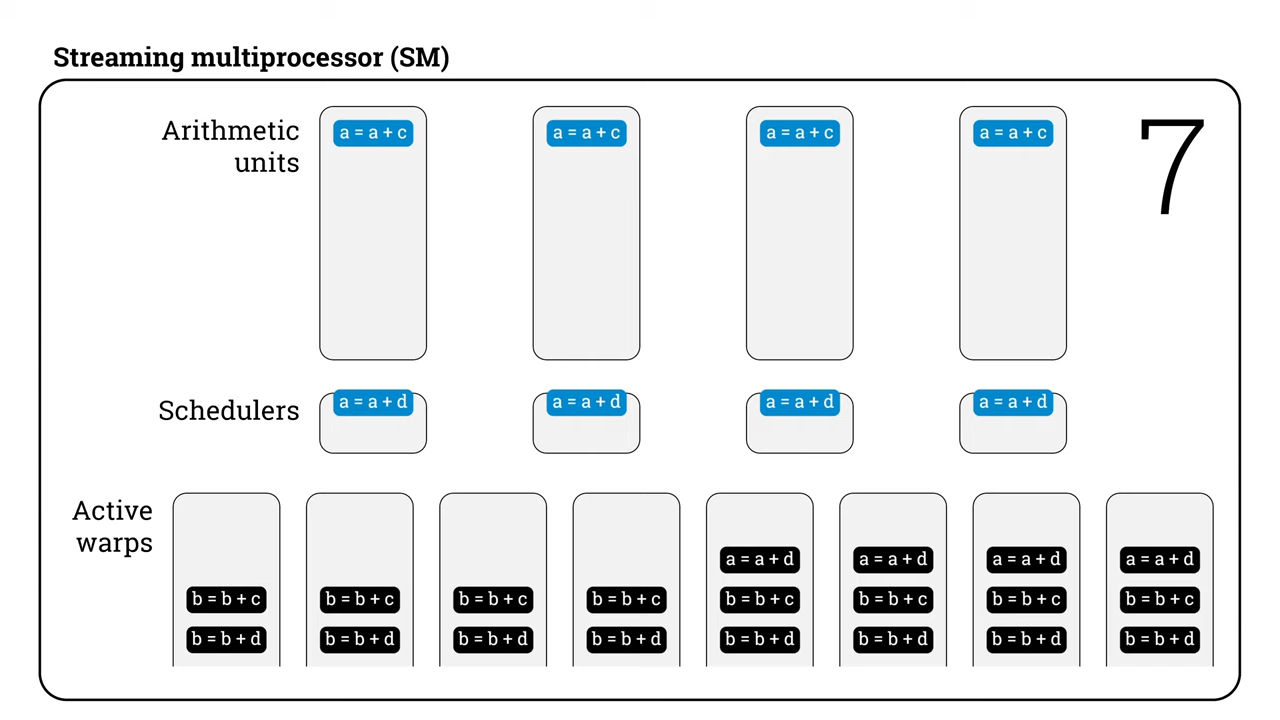 Streaming multiprocessor (SM)
Arithmetic
units
a = a + c
a = a + c
a = a + c
a = a + c
7
Schedulers
a = a + d
a = a + d
a = a + d
a = a + d
Active
warps
a = a + d
a = a + d
a = a + d
a = a + d
b = b + c
b = b + c
b = b + c
b = b + c
b = b + c
b = b + c
b = b + c
b = b + c
b = b + d
b = b + d
b = b + d
b = b + d
b = b + d
b = b + d
b = b + d
b = b + d